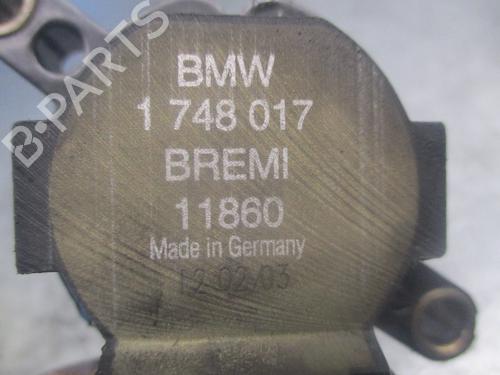 BMW
1 748 017
BREMI
11860
Made in Germany
12 02/03
B-PARTS